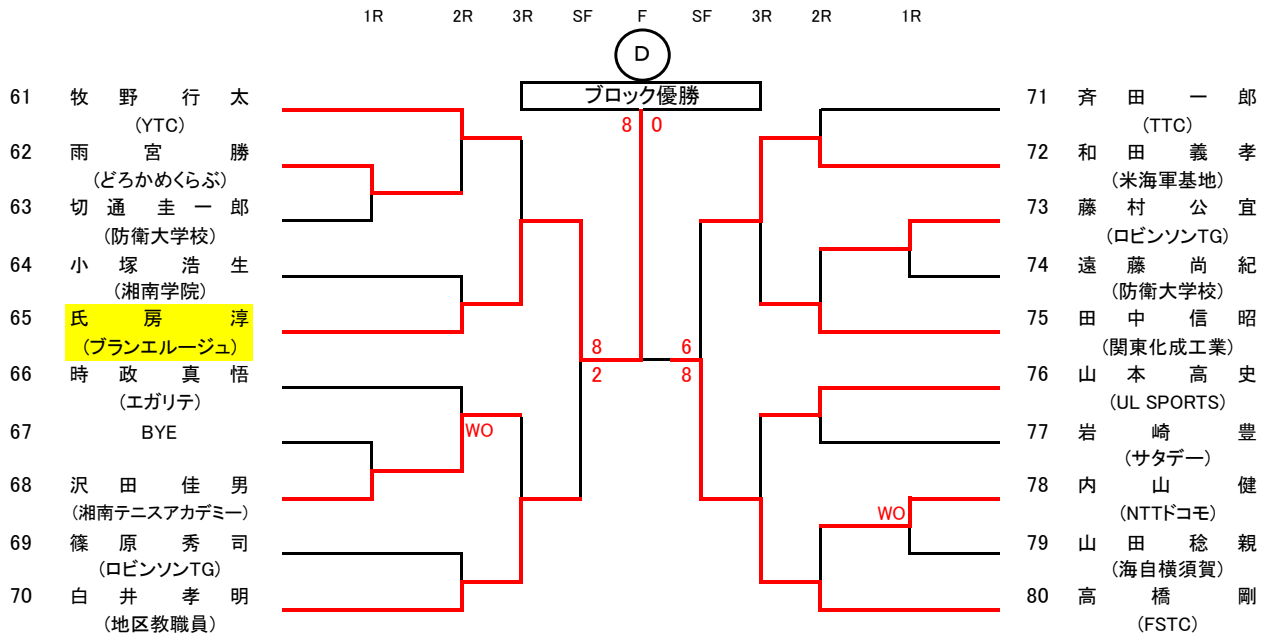 1R 2R 3R SF F SF 3R 2R 1R
D
ブロック優勝
8 0
61 牧野行太
(YTC)
62 雨宮勝
(どろかめくらぶ)
63 切通圭一郎
(防衛大学校)
64 小塚浩生
(湘南学院)
65 氏房淳
(ブランエルージュ)
66 時政真悟
(エガリテ)
67 BYE
68 沢田佳男
(湘南テニスアカデミー)
69 篠原秀司
(ロビンソンTG)
70 白井孝明
(地区教職員)
WO
8
2
6
8
71 斉田一郎
(TTC)
72 和田義孝
(米海軍基地)
73 藤村公宜
(ロビンソンTG)
74 遠藤尚紀
(防衛大学校)
75 田中信昭
(関東化成工業)
76 山本高史
(UL SPORTS)
77 岩崎豊
(サタデー)
78 内山健
(NTTドコモ)
WO
79 山田稔親
(海自横須賀)
80 高橋剛
(FSTC)